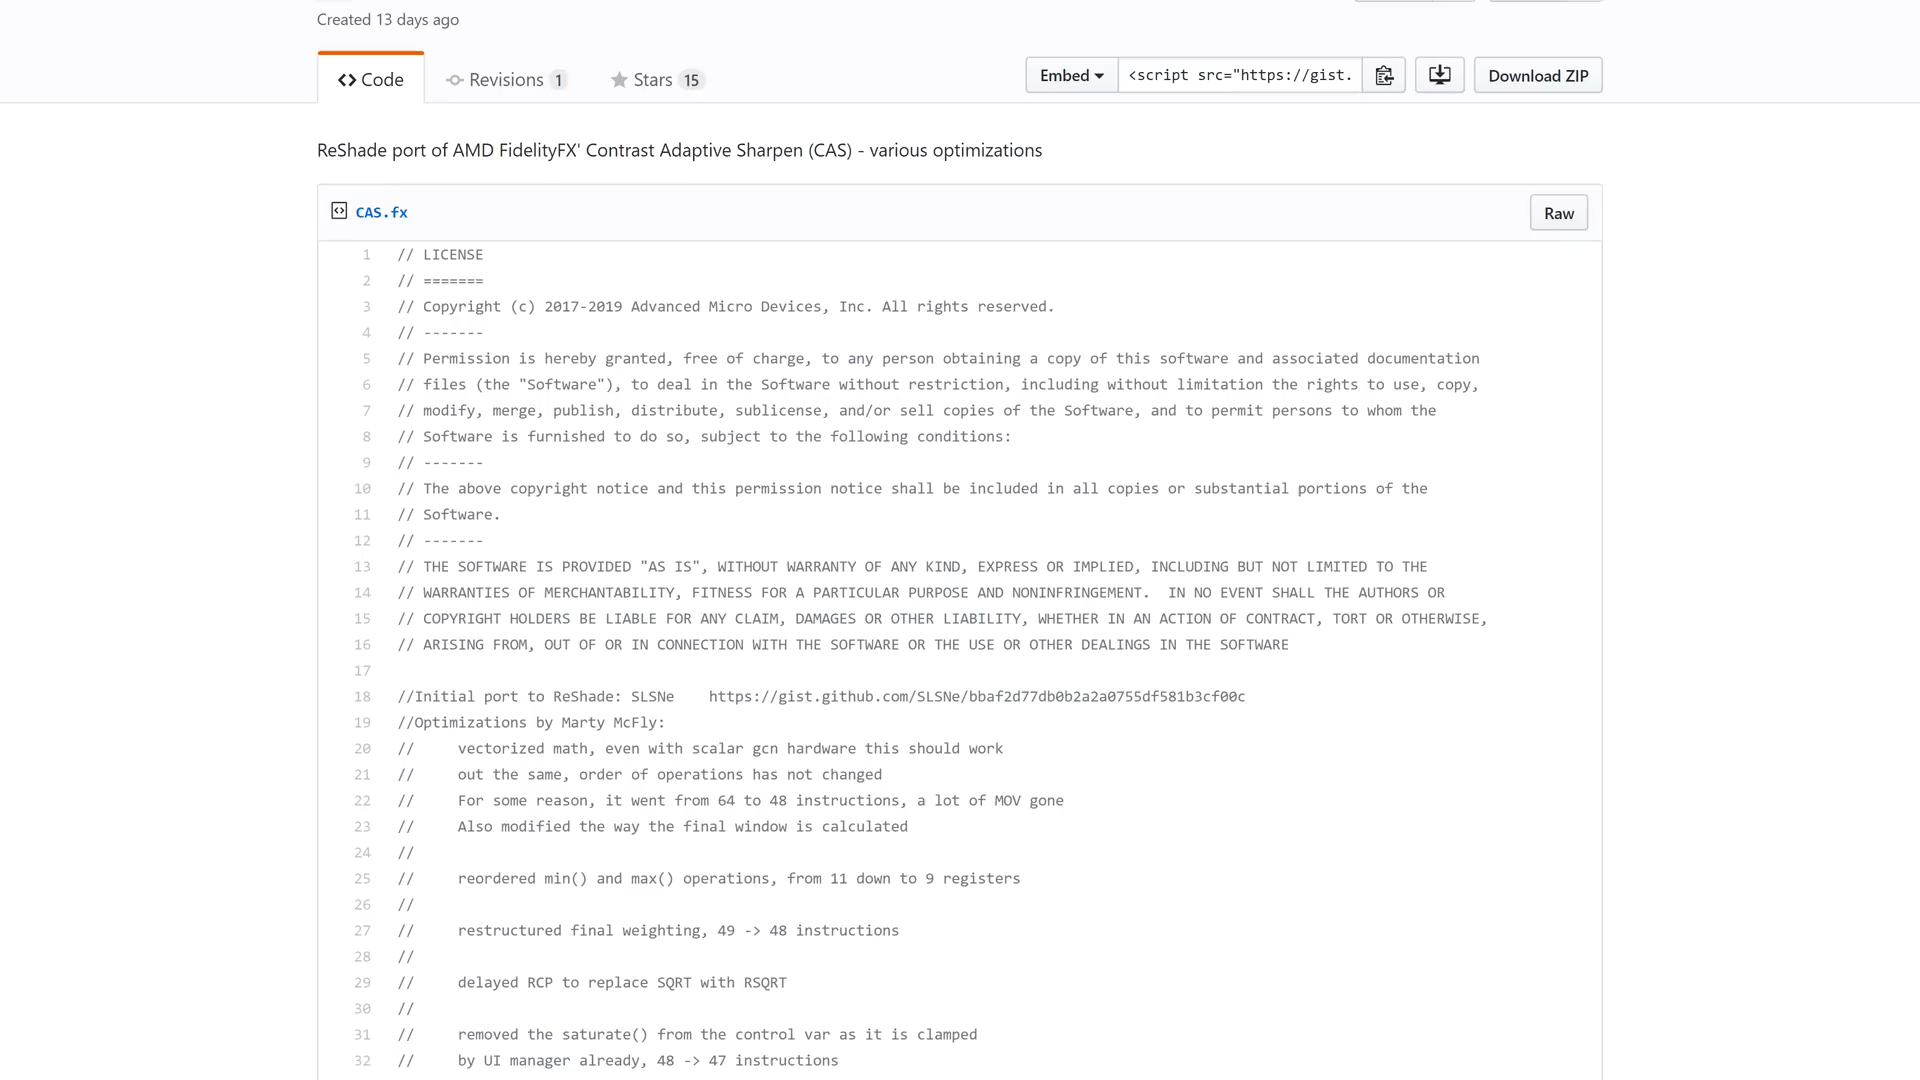 Created 13 days ago
Code
Revisions 1
Stars 15
Embed
<script src="https://gist.
Download ZIP
ReShade port of AMD FidelityFX' Contrast Adaptive Sharpen (CAS) - various optimizations
CAS.fx
Raw
1 // LICENSE
2 // =======
3 // Copyright (c) 2017-2019 Advanced Micro Devices, Inc. All rights reserved.
4 // -------
5 // Permission is hereby granted, free of charge, to any person obtaining a copy of this software and associated documentation
6 // files (the "Software"), to deal in the Software without restriction, including without limitation the rights to use, copy,
7 // modify, merge, publish, distribute, sublicense, and/or sell copies of the Software, and to permit persons to whom the
8 // Software is furnished to do so, subject to the following conditions:
9 // -------
10 // The above copyright notice and this permission notice shall be included in all copies or substantial portions of the
11 // Software.
12 // -------
13 // THE SOFTWARE IS PROVIDED "AS IS", WITHOUT WARRANTY OF ANY KIND, EXPRESS OR IMPLIED, INCLUDING BUT NOT LIMITED TO THE
14 // WARRANTIES OF MERCHANTABILITY, FITNESS FOR A PARTICULAR PURPOSE AND NONINFRINGEMENT.  IN NO EVENT SHALL THE AUTHORS OR
15 // COPYRIGHT HOLDERS BE LIABLE FOR ANY CLAIM, DAMAGES OR OTHER LIABILITY, WHETHER IN AN ACTION OF CONTRACT, TORT OR OTHERWISE,
16 // ARISING FROM, OUT OF OR IN CONNECTION WITH THE SOFTWARE OR THE USE OR OTHER DEALINGS IN THE SOFTWARE
17
18 //Initial port to ReShade: SLSNe    https://gist.github.com/SLSNe/bbaf2d77db0b2a2a0755df581b3cf00c
19 //Optimizations by Marty McFly:
20 //     vectorized math, even with scalar gcn hardware this should work
21 //     out the same, order of operations has not changed
22 //     For some reason, it went from 64 to 48 instructions, a lot of MOV gone
23 //     Also modified the way the final window is calculated
24 //
25 //     reordered min() and max() operations, from 11 down to 9 registers
26 //
27 //     restructured final weighting, 49 -> 48 instructions
28 //
29 //     delayed RCP to replace SQRT with RSQRT
30 //
31 //     removed the saturate() from the control var as it is clamped
32 //     by UI manager already, 48 -> 47 instructions